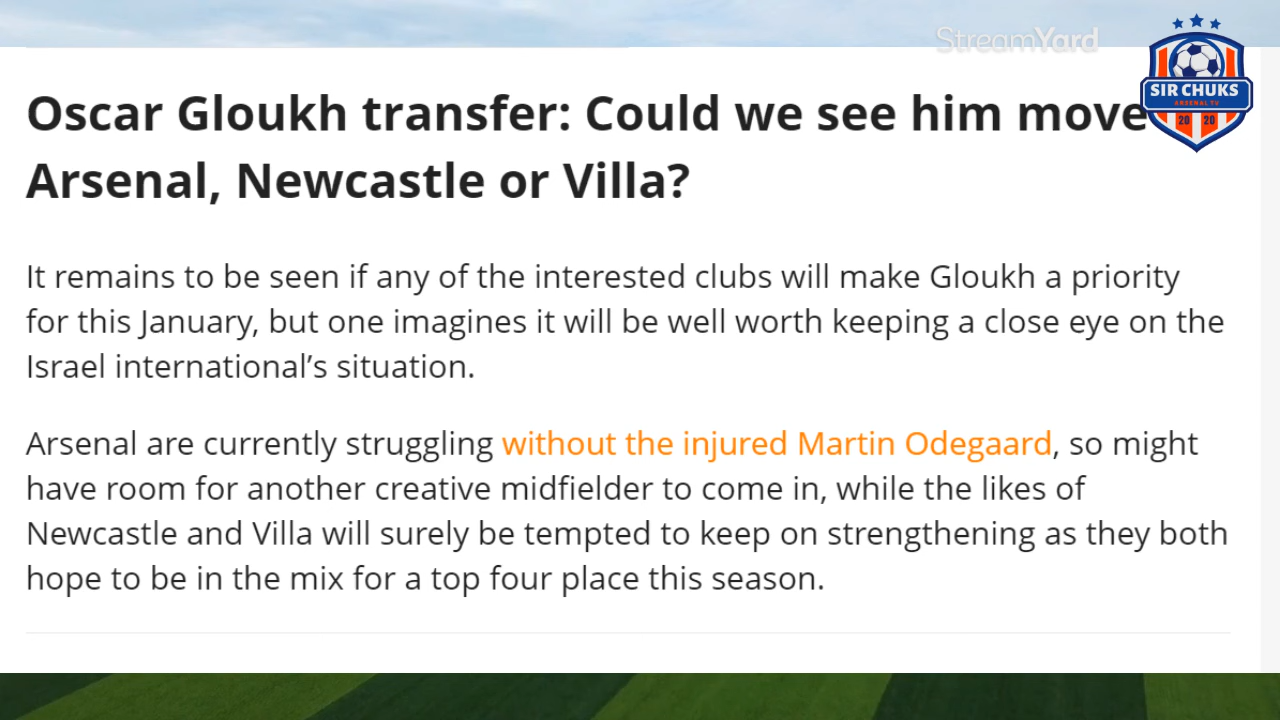 StreamYard
SIR CHUKS
ARSENAL TV
20 20
Oscar Gloukh transfer: Could we see him move
Arsenal, Newcastle or Villa?
It remains to be seen if any of the interested clubs will make Gloukh a priority
for this January, but one imagines it will be well worth keeping a close eye on the
Israel international’s situation.
Arsenal are currently struggling without the injured Martin Odegaard, so might
have room for another creative midfielder to come in, while the likes of
Newcastle and Villa will surely be tempted to keep on strengthening as they both
hope to be in the mix for a top four place this season.